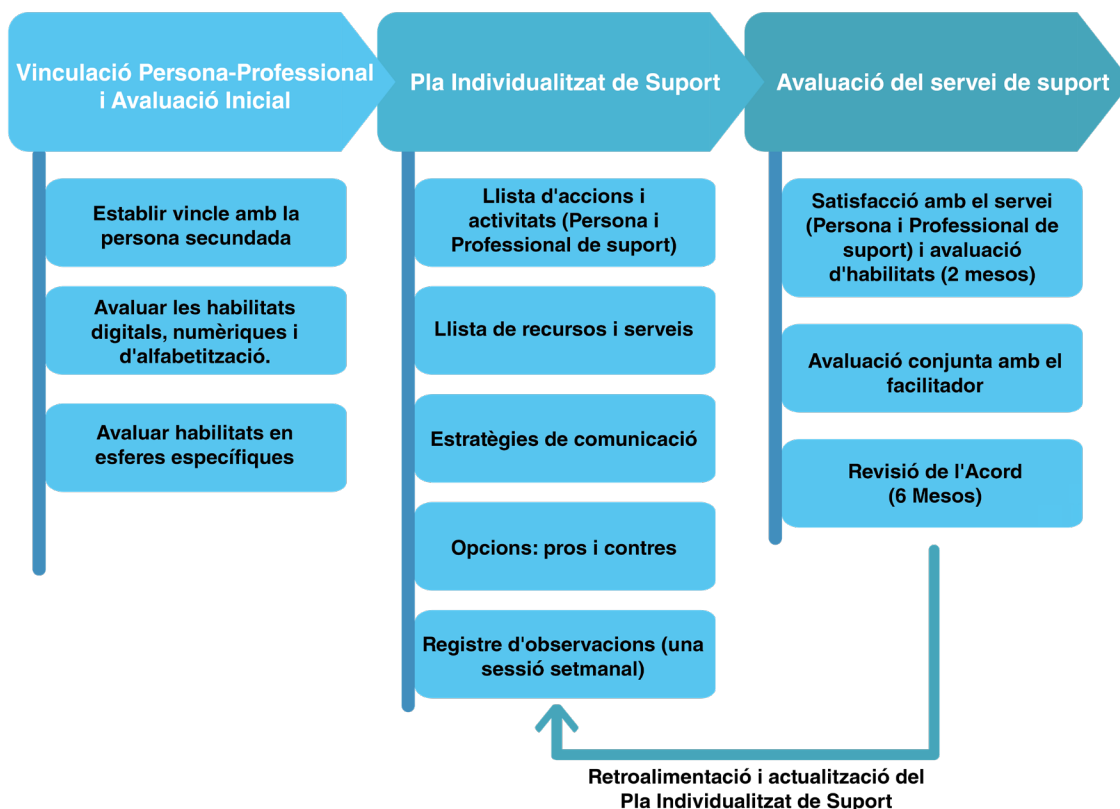 Vinculació Persona-Professional
i Avaluació Inicial
Establir vincle amb la
persona secundada
Avaluar les habilitats
digitals, numèriques i
d'alfabetització.
Avaluar habilitats en
esferes específiques
Pla Individualitzat de Suport
Llista d'accions i
activitats (Persona i
Professional de suport)
Llista de recursos i serveis
Estratègies de comunicació
Opcions: pros i contres
Registre d'observacions (una
sessió setmanal)
Avaluació del servei de suport
Satisfacció amb el servei
(Persona i Professional de
suport) i avaluació
d'habilitats (2 mesos)
Avaluació conjunta amb el
facilitador
Revisió de l'Acord
(6 Mesos)
Retroalimentació i actualització del
Pla Individualitzat de Suport